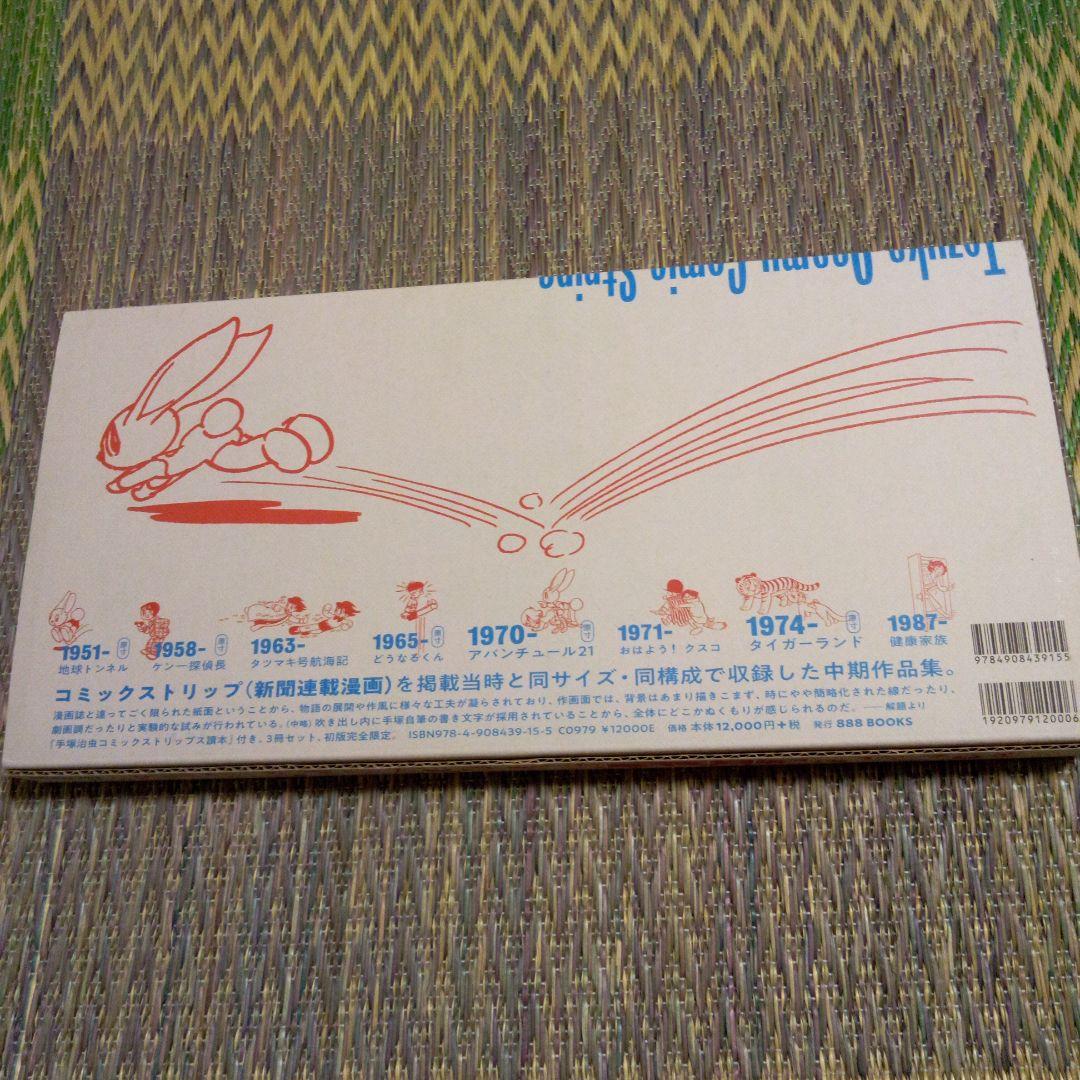 Tezuka Osamu Comic Strips
1951- 原寸
地球トンネル
1958- 原寸
ケン一探偵長
1963-
タツマキ号航海記
1965- 原寸
どうなるくん
1970- 原寸
アバンチュール21
1971-
おはよう! クスコ
1974- 原寸
タイガーランド
1987-
健康家族
コミックストリップ(新聞連載漫画)を掲載当時と同サイズ・同構成で収録した中期作品集。
漫画誌と違ってごく限られた紙面ということから、物語の展開や作風に様々な工夫が凝らされており、作画面では、背景はあまり描きこまず、時にやや簡略化された線だったり、
劇画調だったりと実験的な試みが行われている。(中略)吹き出し内に手塚自筆の書き文字が採用されていることから、全体にどこかぬくもりが感じられるのだ。——解題より
「手塚治虫コミックストリップス讀本」付き。3冊セット、初版完全限定。 ISBN978-4-908439-15-5 C0979 ¥12000E 価格 本体12,000円+税 発行 888 BOOKS
9784908439155
1920979120006